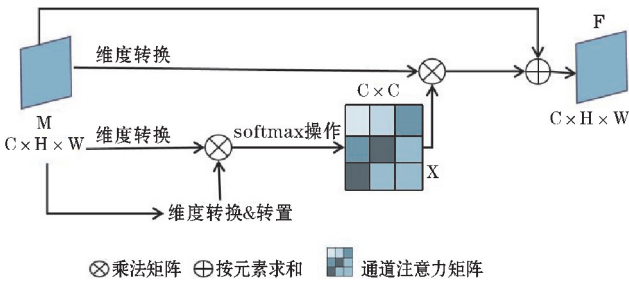 F
维度转换
C×C
M
C×H×W
C×H×W
维度转换
softmax操作
X
维度转换&转置
乘法矩阵 按元素求和 通道注意力矩阵